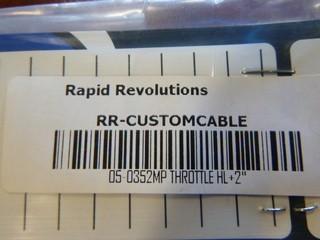 Rapid Revolutions
RR-CUSTOMCABLE
05-0352MP THROTTLE HL+2"